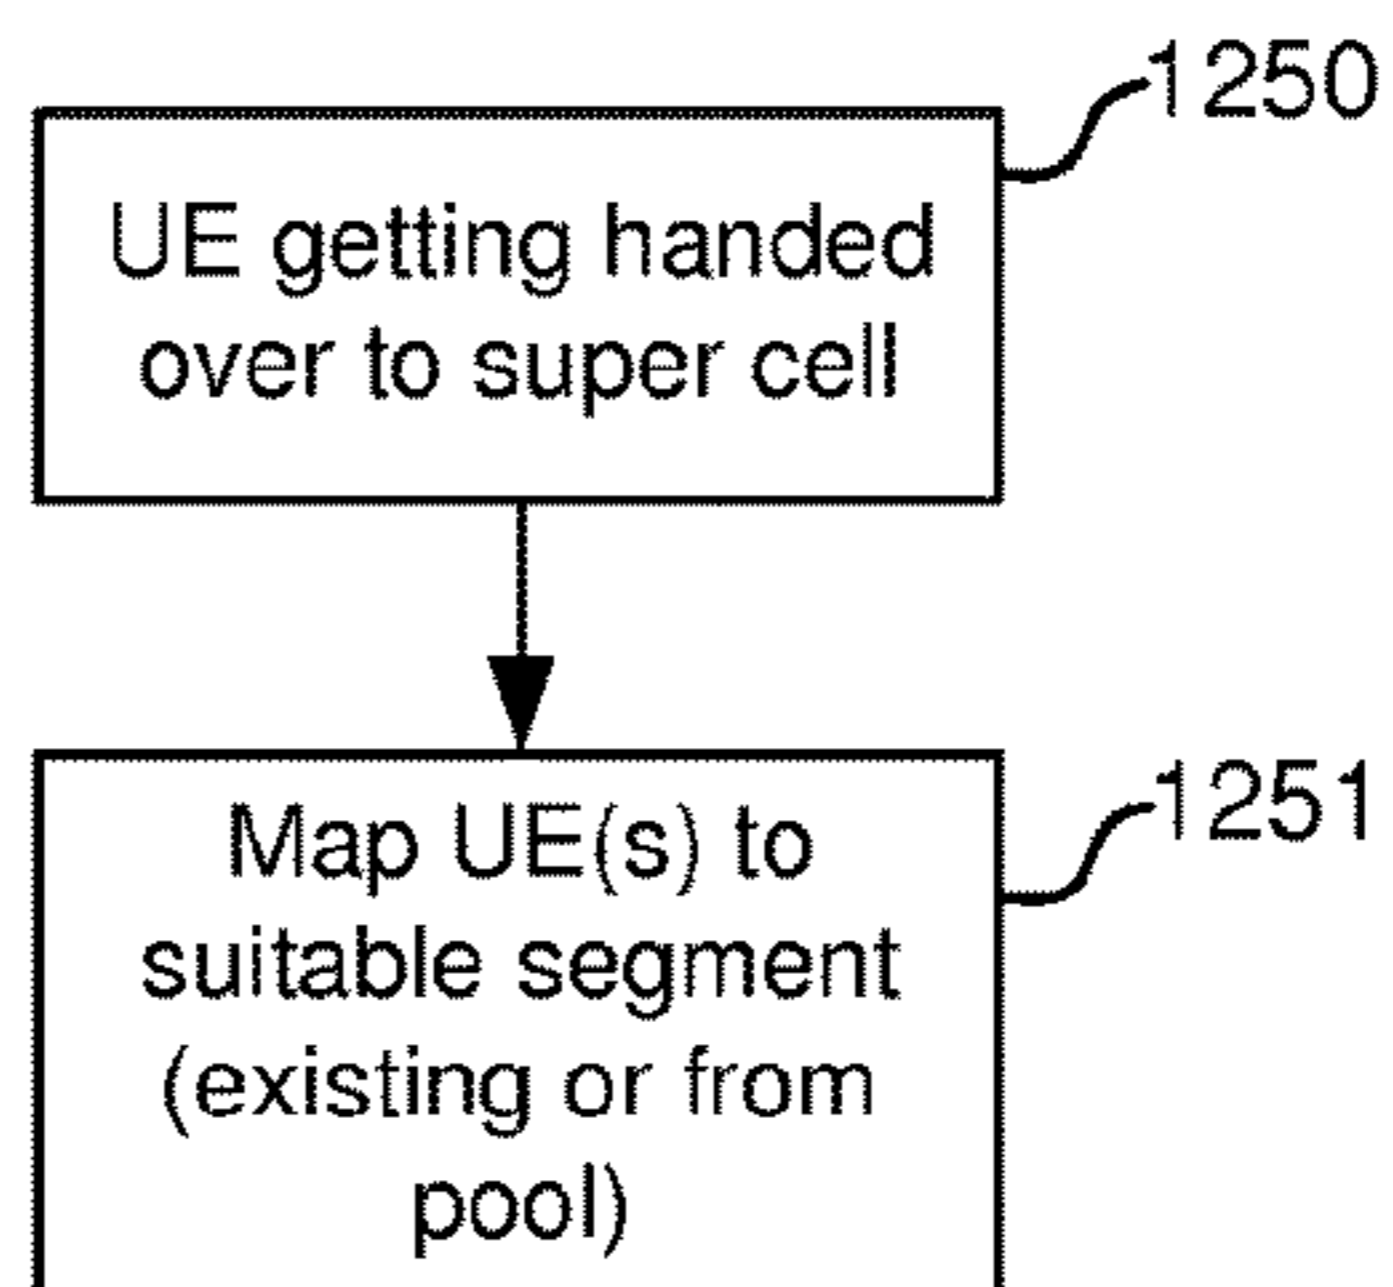 1250
UE getting handed
over to super cell
1251
Map UE(s) to
suitable segment
(existing or from
pool)